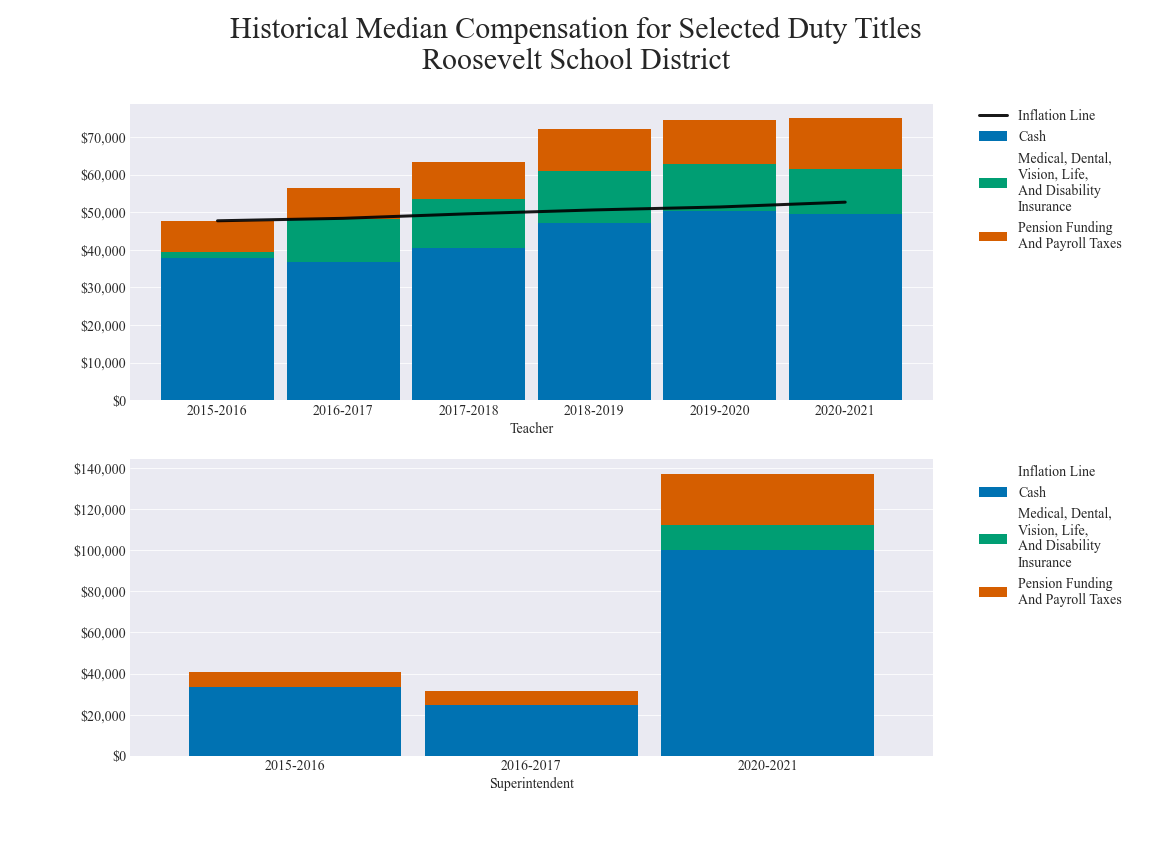 Historical Median Compensation for Selected Duty Titles
Roosevelt School District
$70,000
$60,000
$50,000
$40,000
$30,000
$20,000
$10,000
$0
2015-2016
2016-2017
2017-2018
2018-2019
2019-2020
2020-2021
Teacher
Inflation Line
Cash
Medical, Dental,
Vision, Life,
And Disability
Insurance
Pension Funding
And Payroll Taxes
$140,000
$120,000
$100,000
$80,000
$60,000
$40,000
$20,000
$0
2015-2016
2016-2017
2020-2021
Superintendent
Inflation Line
Cash
Medical, Dental,
Vision, Life,
And Disability
Insurance
Pension Funding
And Payroll Taxes